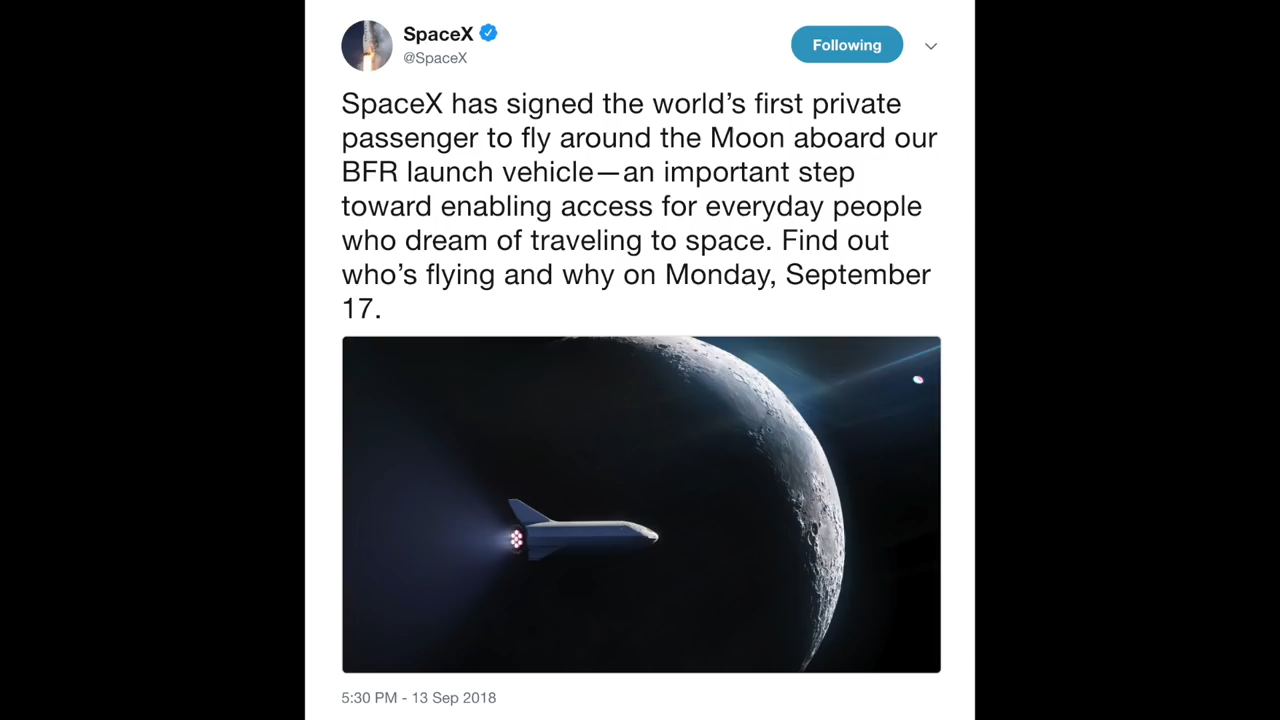 SpaceX
@SpaceX
Following
SpaceX has signed the world’s first private
passenger to fly around the Moon aboard our
BFR launch vehicle—an important step
toward enabling access for everyday people
who dream of traveling to space. Find out
who’s flying and why on Monday, September
17.
5:30 PM - 13 Sep 2018